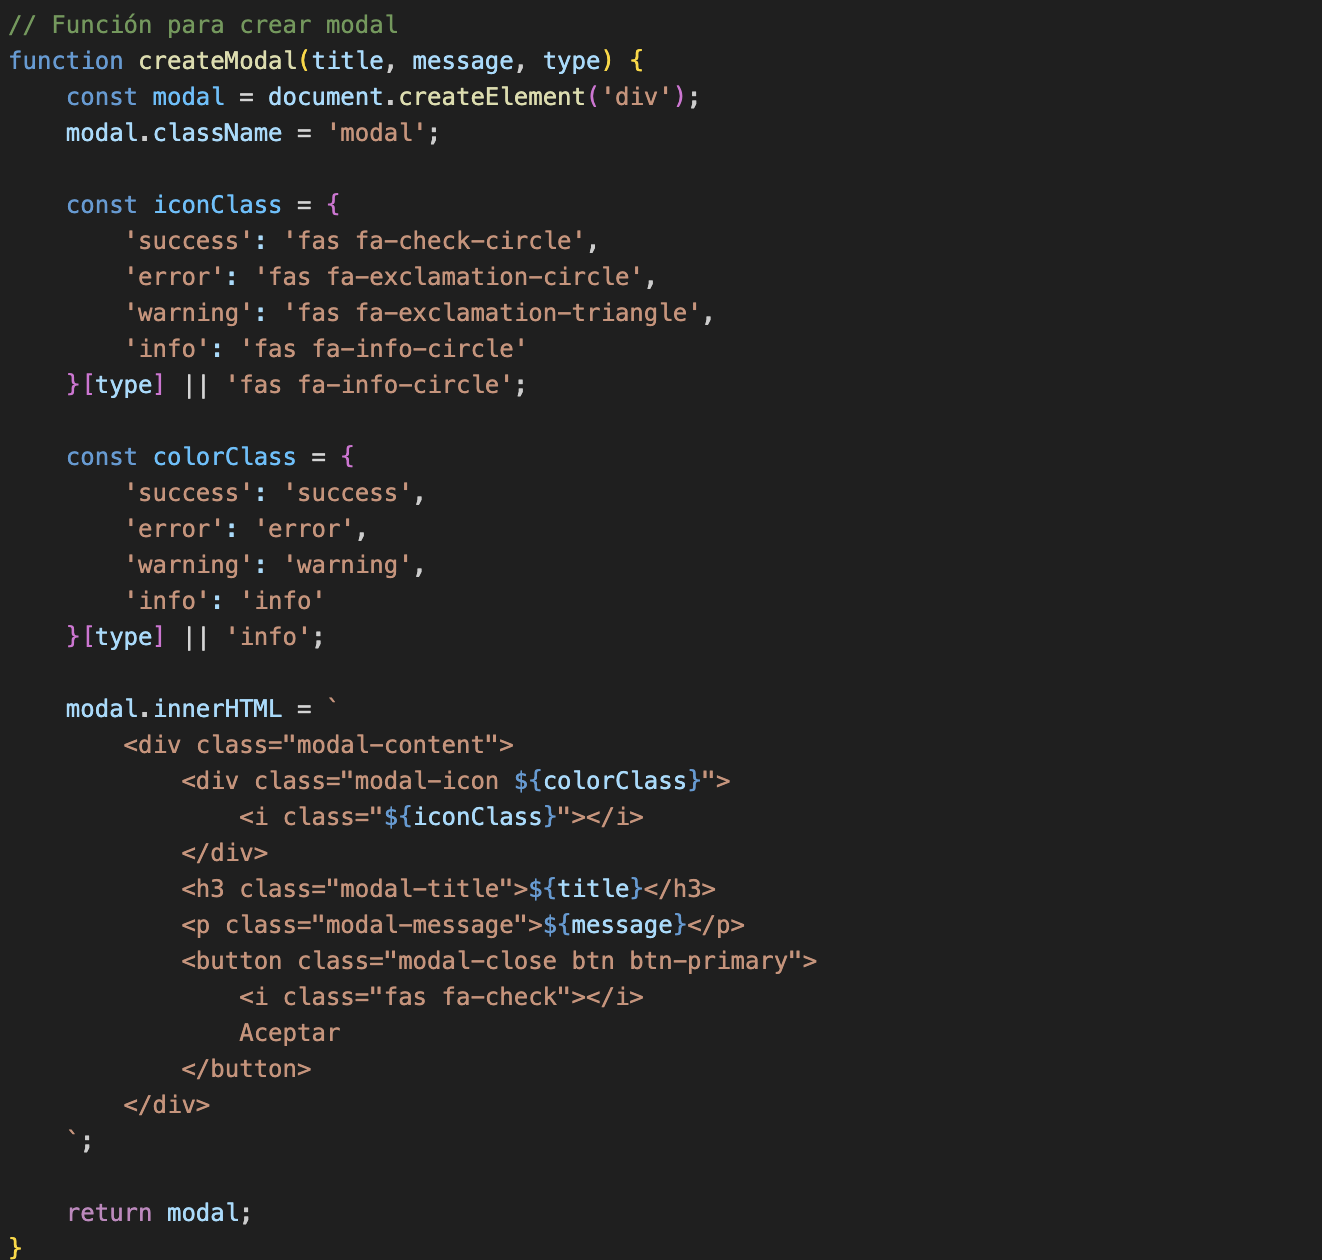 // Función para crear modal
function createModal(title, message, type) {
    const modal = document.createElement('div');
    modal.className = 'modal';

    const iconClass = {
        'success': 'fas fa-check-circle',
        'error': 'fas fa-exclamation-circle',
        'warning': 'fas fa-exclamation-triangle',
        'info': 'fas fa-info-circle'
    }[type] || 'fas fa-info-circle';

    const colorClass = {
        'success': 'success',
        'error': 'error',
        'warning': 'warning',
        'info': 'info'
    }[type] || 'info';

    modal.innerHTML = `
        <div class="modal-content">
            <div class="modal-icon ${colorClass}">
                <i class="${iconClass}"></i>
            </div>
            <h3 class="modal-title">${title}</h3>
            <p class="modal-message">${message}</p>
            <button class="modal-close btn btn-primary">
                <i class="fas fa-check"></i>
                Aceptar
            </button>
        </div>
    `;

    return modal;
}